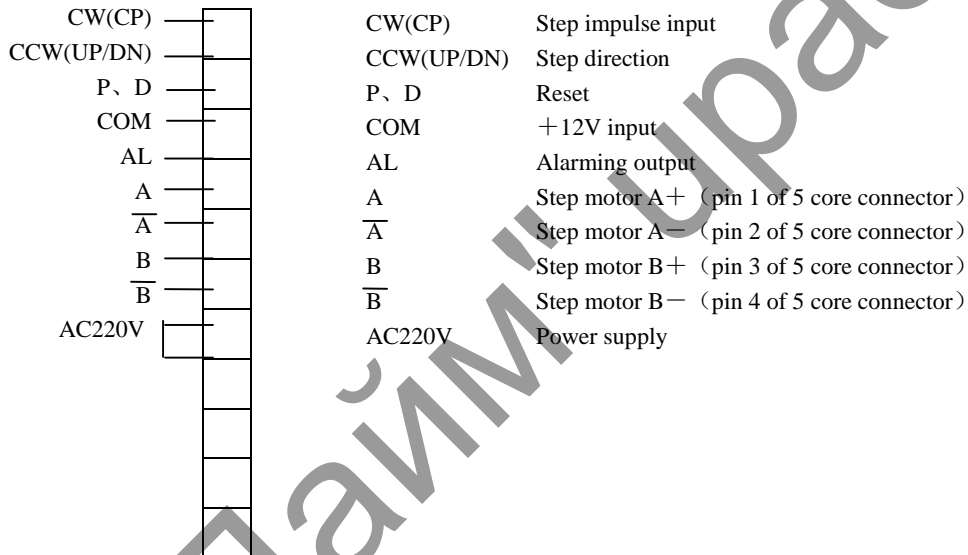 CW(CP) CW(CP) Step impulse input
CCW(UP/DN) CCW(UP/DN) Step direction
P、D P、D Reset
COM COM ＋12V input
AL AL Alarming output
A A Step motor A＋（pin 1 of 5 core connector）
A̅ A̅ Step motor A－（pin 2 of 5 core connector）
B B Step motor B＋（pin 3 of 5 core connector）
B̅ B̅ Step motor B－（pin 4 of 5 core connector）
AC220V AC220V Power supply
Лайм"